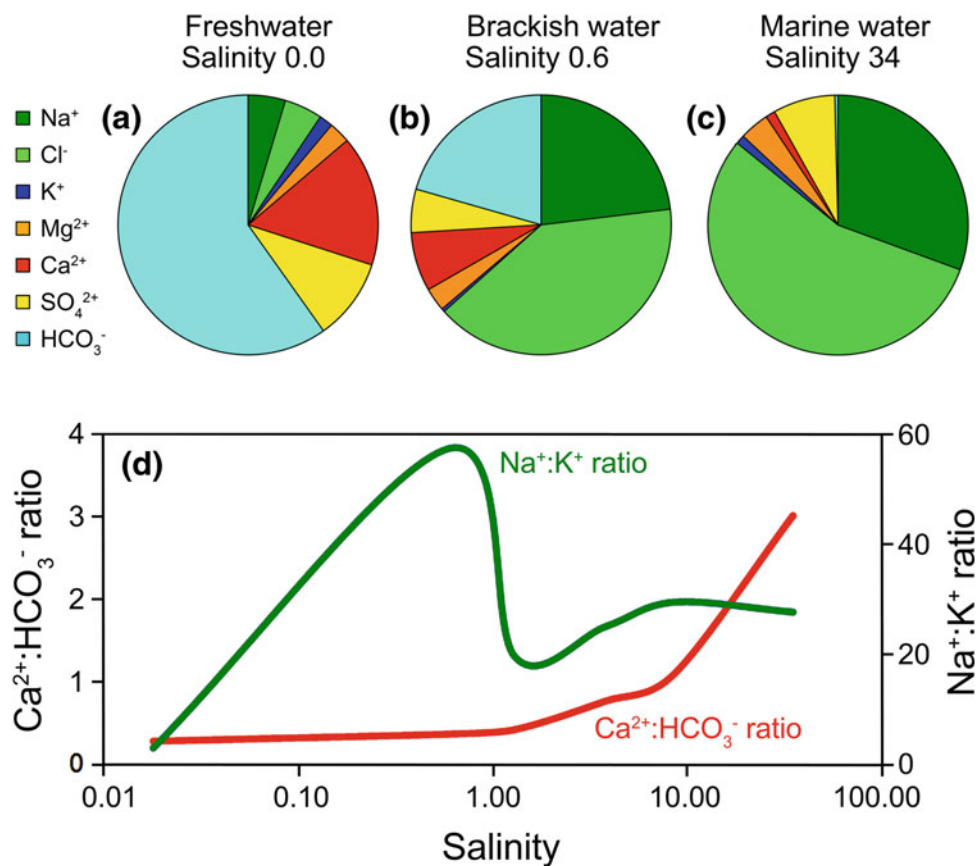 Freshwater
Salinity 0.0
Brackish water
Salinity 0.6
Marine water
Salinity 34
Na⁺
Cl⁻
K⁺
Mg²⁺
Ca²⁺
SO₄²⁺
HCO₃⁻
(a)
(b)
(c)
(d)
Na⁺:K⁺ ratio
Ca²⁺:HCO₃⁻ ratio
Ca²⁺:HCO₃⁻ ratio
4
3
2
1
0
Na⁺:K⁺ ratio
60
40
20
0
0.01
0.10
1.00
10.00
100.00
Salinity